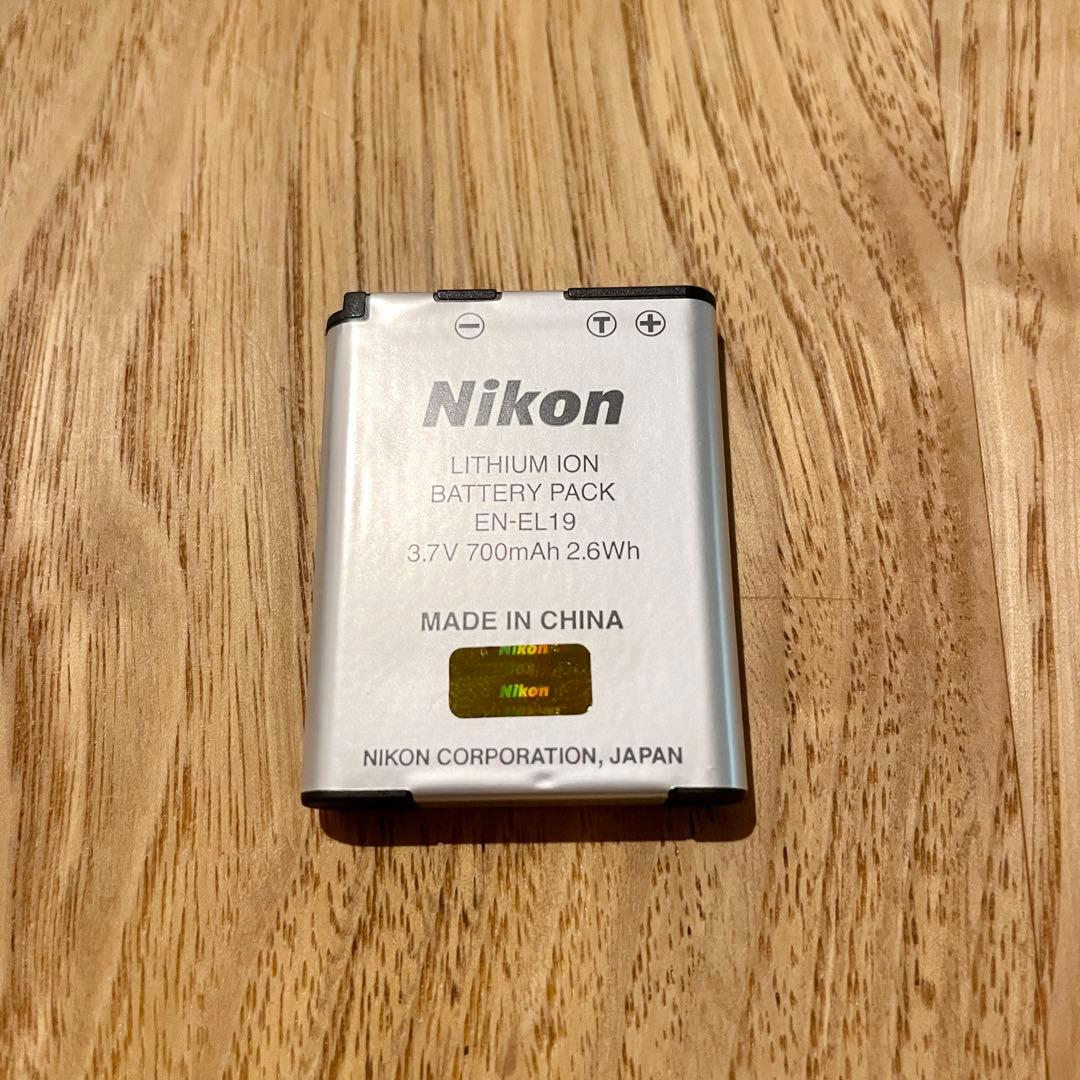 − T +
Nikon
LITHIUM ION
BATTERY PACK
EN-EL19
3.7V 700mAh 2.6Wh
MADE IN CHINA
Nikon
Nikon
NIKON CORPORATION, JAPAN